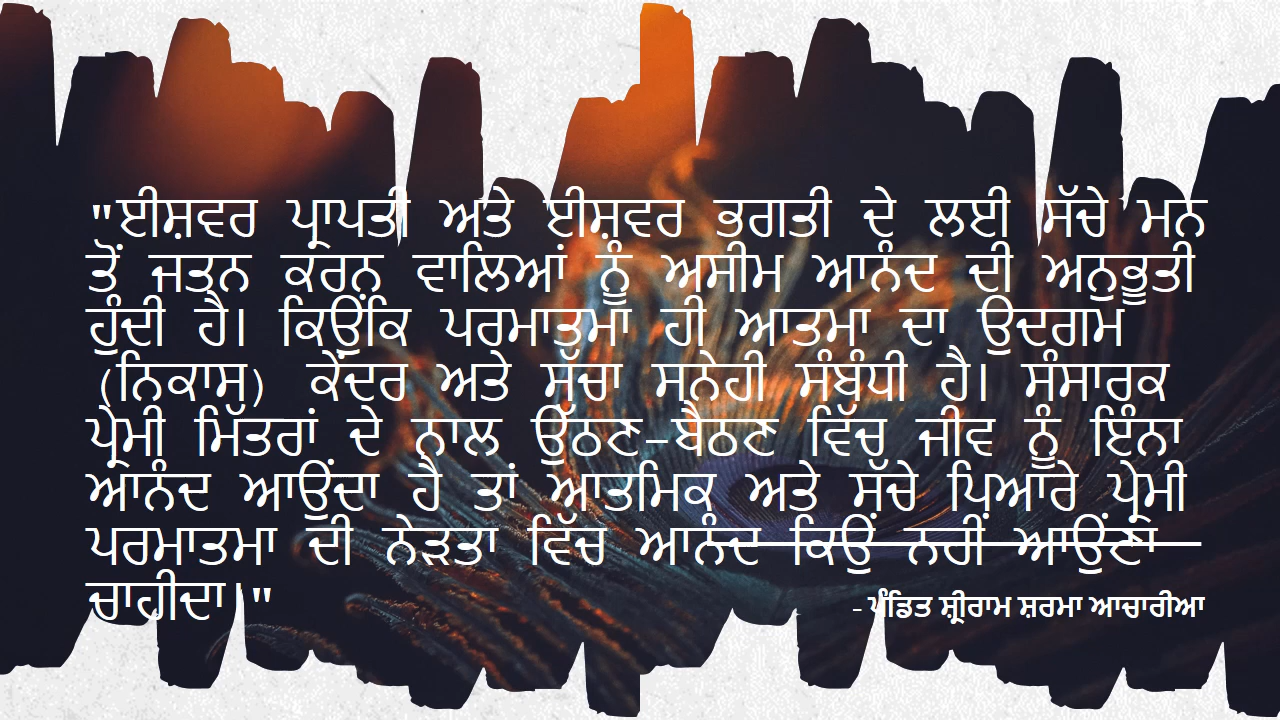 "ਈਸ਼ਵਰ ਪ੍ਰਾਪਤੀ ਅਤੇ ਈਸ਼ਵਰ ਭਗਤੀ ਦੇ ਲਈ ਸੱਚੇ ਮਨ
ਤੋਂ ਜਤਨ ਕਰਨ ਵਾਲਿਆਂ ਨੂੰ ਅਸੀਮ ਆਨੰਦ ਦੀ ਅਨੁਭੂਤੀ
ਹੁੰਦੀ ਹੈ। ਕਿਉਂਕਿ ਪਰਮਾਤਮਾ ਹੀ ਆਤਮਾ ਦਾ ਉਦਗਮ
(ਨਿਕਾਸ) ਕੇਂਦਰ ਅਤੇ ਸੱਚਾ ਸਨੇਹੀ ਸੰਬੰਧੀ ਹੈ। ਸੰਸਾਰਕ
ਪ੍ਰੇਮੀ ਮਿੱਤਰਾਂ ਦੇ ਨਾਲ ਉੱਠਣ-ਬੈਠਣ ਵਿੱਚ ਜੀਵ ਨੂੰ ਇੰਨਾ
ਆਨੰਦ ਆਉਂਦਾ ਹੈ ਤਾਂ ਆਤਮਿਕ ਅਤੇ ਸੱਚੇ ਪਿਆਰੇ ਪ੍ਰੇਮੀ
ਪਰਮਾਤਮਾ ਦੀ ਨੇੜਤਾ ਵਿੱਚ ਆਨੰਦ ਕਿਉਂ ਨਹੀਂ ਆਉਣਾ
ਚਾਹੀਦਾ।"
- ਪੰਡਿਤ ਸ਼੍ਰੀਰਾਮ ਸ਼ਰਮਾ ਆਚਾਰੀਆ